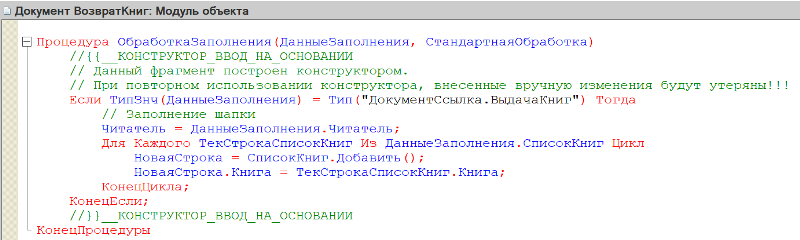 Документ ВозвратКниг: Модуль объекта
Процедура ОбработкаЗаполнения(ДанныеЗаполнения, СтандартнаяОбработка)
//{{__КОНСТРУКТОР_ВВОД_НА_ОСНОВАНИИ
// Данный фрагмент построен конструктором.
// При повторном использовании конструктора, внесенные вручную изменения будут утеряны!!!
Если ТипЗнч(ДанныеЗаполнения) = Тип("ДокументСсылка.ВыдачаКниг") Тогда
// Заполнение шапки
Читатель = ДанныеЗаполнения.Читатель;
Для Каждого ТекСтрокаСписокКниг Из ДанныеЗаполнения.СписокКниг Цикл
НоваяСтрока = СписокКниг.Добавить();
НоваяСтрока.Книга = ТекСтрокаСписокКниг.Книга;
КонецЦикла;
КонецЕсли;
//}}__КОНСТРУКТОР_ВВОД_НА_ОСНОВАНИИ
КонецПроцедуры